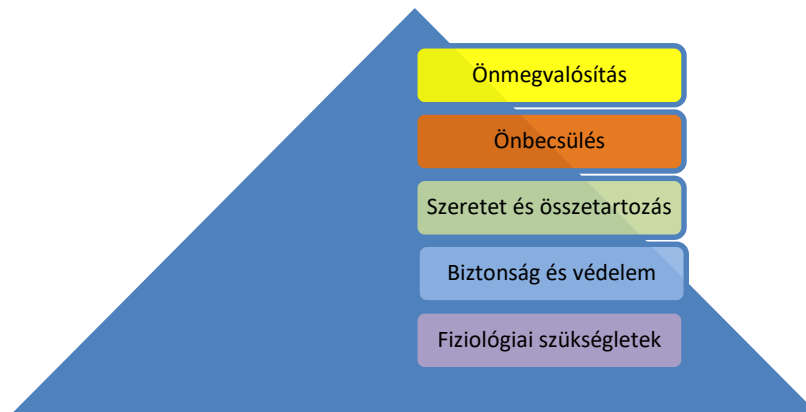 Önmegvalósítás
Önbecsülés
Szeretet és összetartozás
Biztonság és védelem
Fiziológiai szükségletek